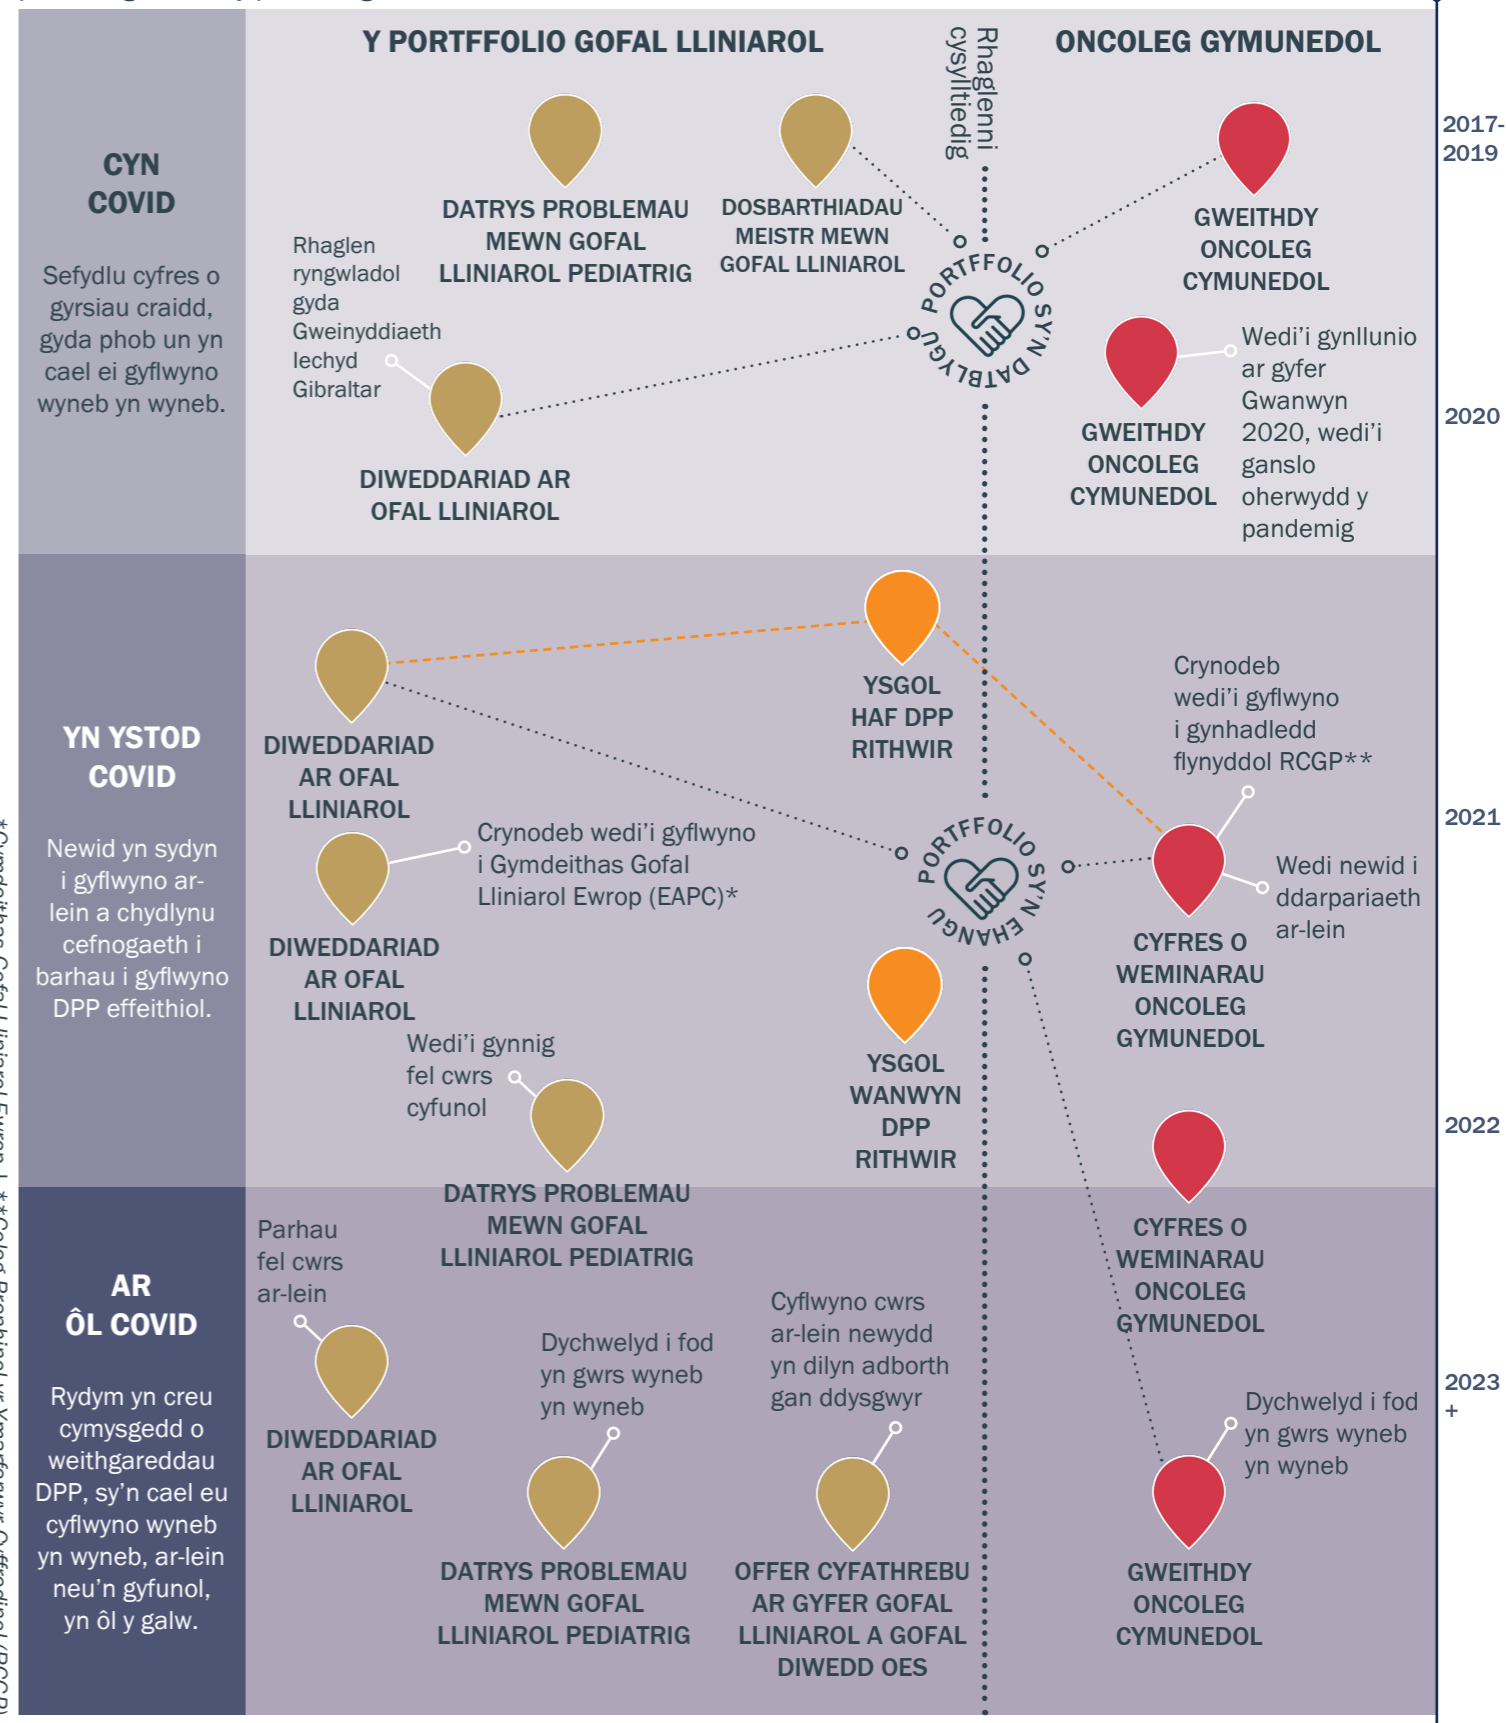 Y PORTFFOLIO GOFAL LLINIAROL
Rhaglenni
cysylltiedig
ONCOLEG GYMUNEDOL
2017-
2019
2020
2021
2022
2023
+
CYN
COVID
Sefydlu cyfres o
gyrsiau craidd,
gyda phob un yn
cael ei gyflwyno
wyneb yn wyneb.
DATRYS PROBLEMAU
MEWN GOFAL
LLINIAROL PEDIATRIG
DOSBARTHIADAU
MEISTR MEWN
GOFAL LLINIAROL
GWEITHDY
ONCOLEG
CYMUNEDOL
Rhaglen
ryngwladol
gyda
Gweinyddiaeth
Iechyd
Gibraltar
DIWEDDARIAD AR
OFAL LLINIAROL
PORTFFOLIO SY'N DATBLYGU
GWEITHDY
ONCOLEG
CYMUNEDOL
Wedi'i gynllunio
ar gyfer
Gwanwyn
2020, wedi'i
ganslo
oherwydd y
pandemig
YN YSTOD
COVID
Newid yn sydyn
i gyflwyno ar-
lein a chydlynu
cefnogaeth i
barhau i gyflwyno
DPP effeithiol.
DIWEDDARIAD
AR OFAL
LLINIAROL
YSGOL
HAF DPP
RITHWIR
Crynodeb
wedi'i gyflwyno
i gynhadledd
flynyddol RCGP**
Crynodeb wedi'i gyflwyno
i Gymdeithas Gofal
Lliniarol Ewrop (EAPC)*
DIWEDDARIAD
AR OFAL
LLINIAROL
PORTFFOLIO SY'N EHANGU
Wedi newid i
ddarpariaeth
ar-lein
CYFRES O
WEMINARAU
ONCOLEG
GYMUNEDOL
Wedi'i gynnig
fel cwrs
cyfunol
DATRYS PROBLEMAU
MEWN GOFAL
LLINIAROL PEDIATRIG
YSGOL
WANWYN
DPP
RITHWIR
CYFRES O
WEMINARAU
ONCOLEG
GYMUNEDOL
AR
ÔL COVID
Rydym yn creu
cymysgedd o
weithgareddau
DPP, sy'n cael eu
cyflwyno wyneb
yn wyneb, ar-lein
neu'n gyfunol,
yn ôl y galw.
Parhau
fel cwrs
ar-lein
DIWEDDARIAD
AR OFAL
LLINIAROL
Dychwelyd i fod
yn gwrs wyneb
yn wyneb
DATRYS PROBLEMAU
MEWN GOFAL
LLINIAROL PEDIATRIG
Cyflwyno cwrs
ar-lein newydd
yn dilyn adborth
gan ddysgwyr
OFFER CYFATHREBU
AR GYFER GOFAL
LLINIAROL A GOFAL
DIWEDD OES
Dychwelyd i fod
yn gwrs wyneb
yn wyneb
GWEITHDY
ONCOLEG
CYMUNEDOL